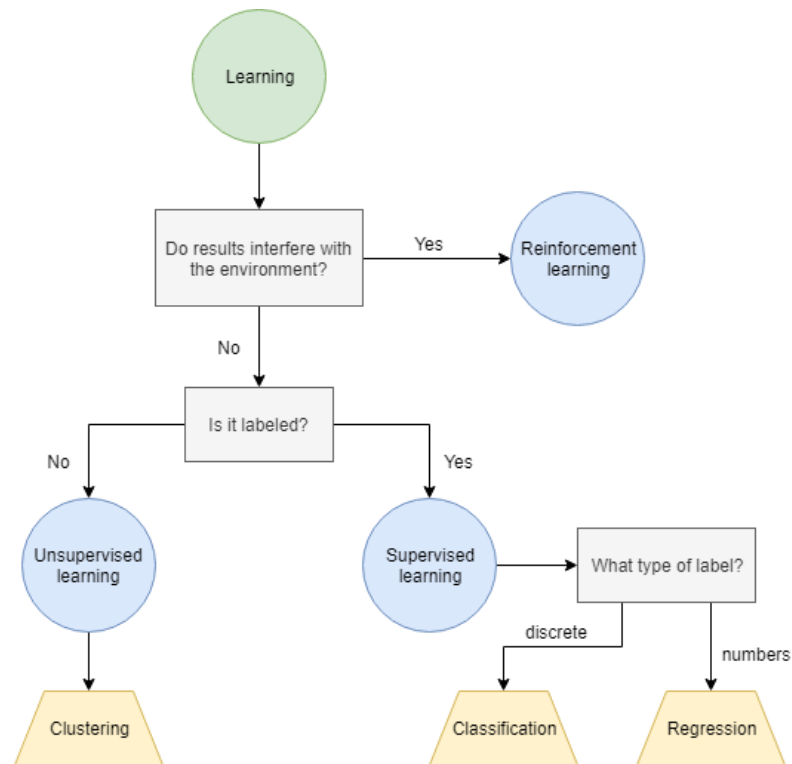 Learning
Do results interfere with
the environment?
Yes
Reinforcement
learning
No
Is it labeled?
No
Yes
Unsupervised
learning
Supervised
learning
What type of label?
discrete
numbers
Clustering
Classification
Regression